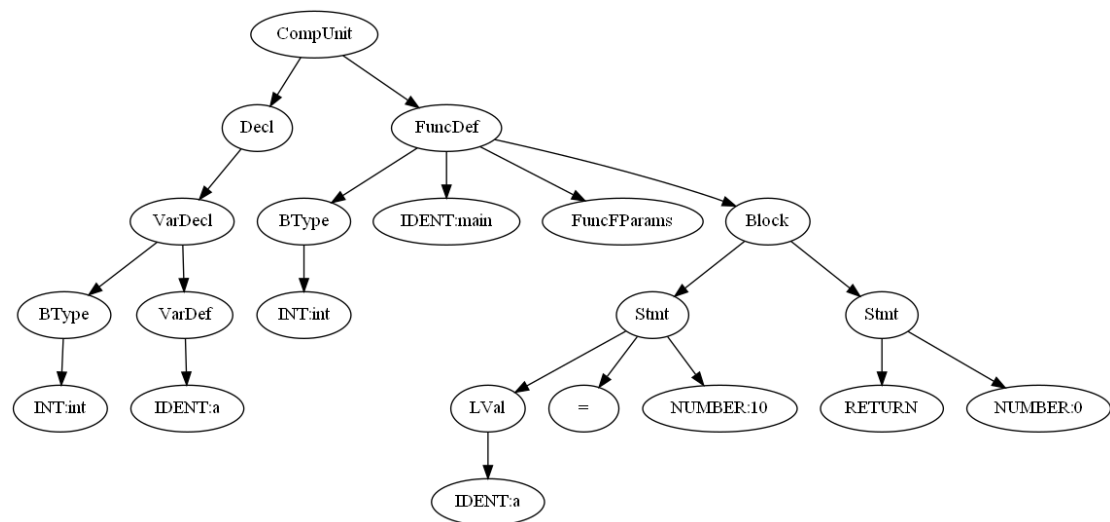 CompUnit
Decl
FuncDef
VarDecl
BType
IDENT:main
FuncFParams
Block
BType
VarDef
INT:int
Stmt
Stmt
INT:int
IDENT:a
LVal
=
NUMBER:10
RETURN
NUMBER:0
IDENT:a